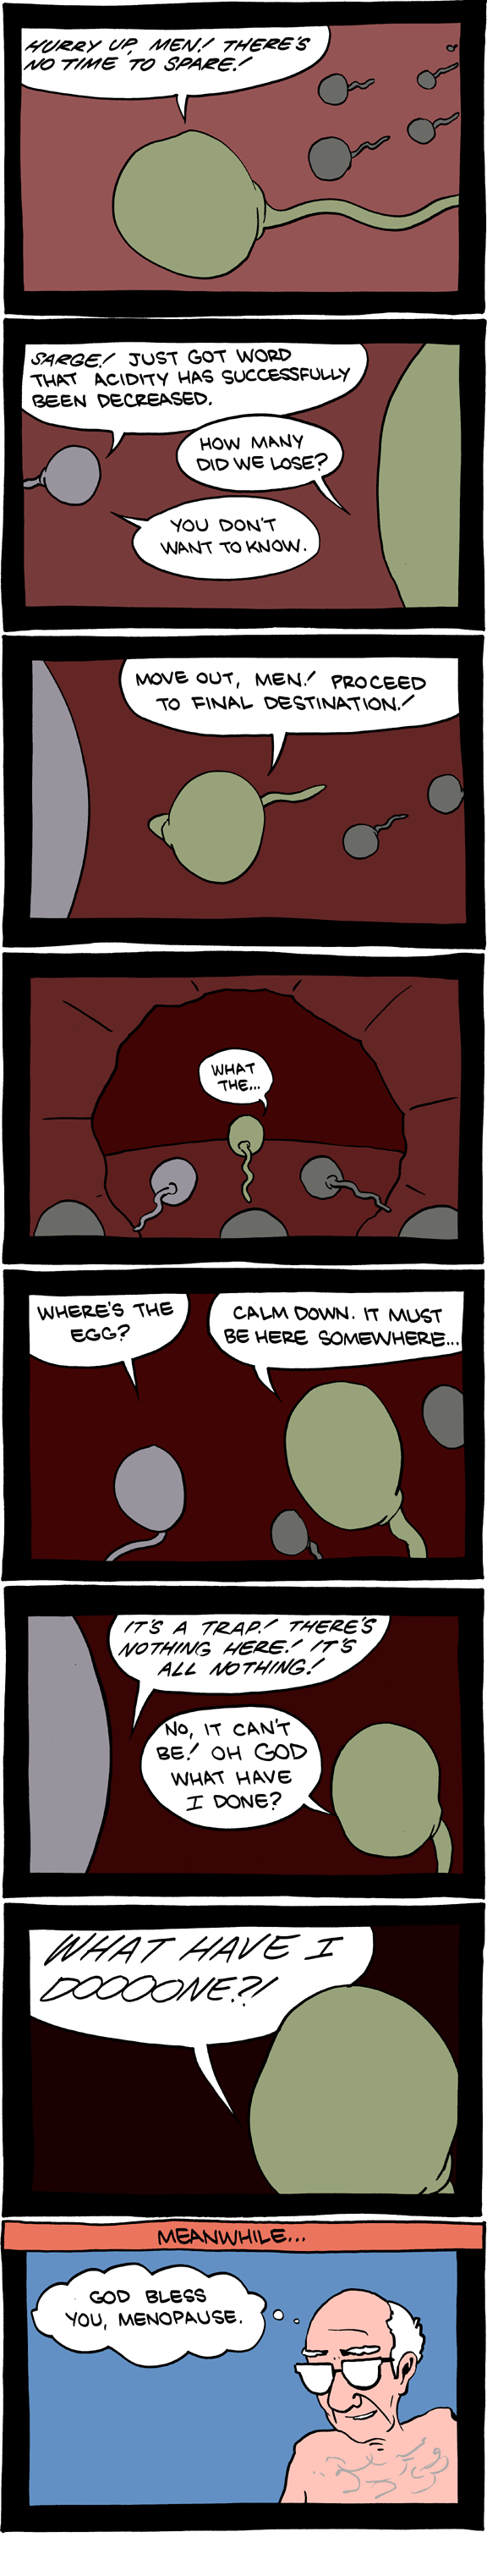 HURRY UP, MEN! THERE'S
NO TIME TO SPARE!
SARGE! JUST GOT WORD
THAT ACIDITY HAS SUCCESSFULLY
BEEN DECREASED.
HOW MANY
DID WE LOSE?
YOU DON'T
WANT TO KNOW.
MOVE OUT, MEN! PROCEED
TO FINAL DESTINATION!
WHAT
THE...
WHERE'S THE
EGG?
CALM DOWN. IT MUST
BE HERE SOMEWHERE...
IT'S A TRAP! THERE'S
NOTHING HERE! IT'S
ALL NOTHING!
NO, IT CAN'T
BE! OH GOD
WHAT HAVE
I DONE?
WHAT HAVE I
DOOOONE?!
MEANWHILE...
GOD BLESS
YOU, MENOPAUSE.